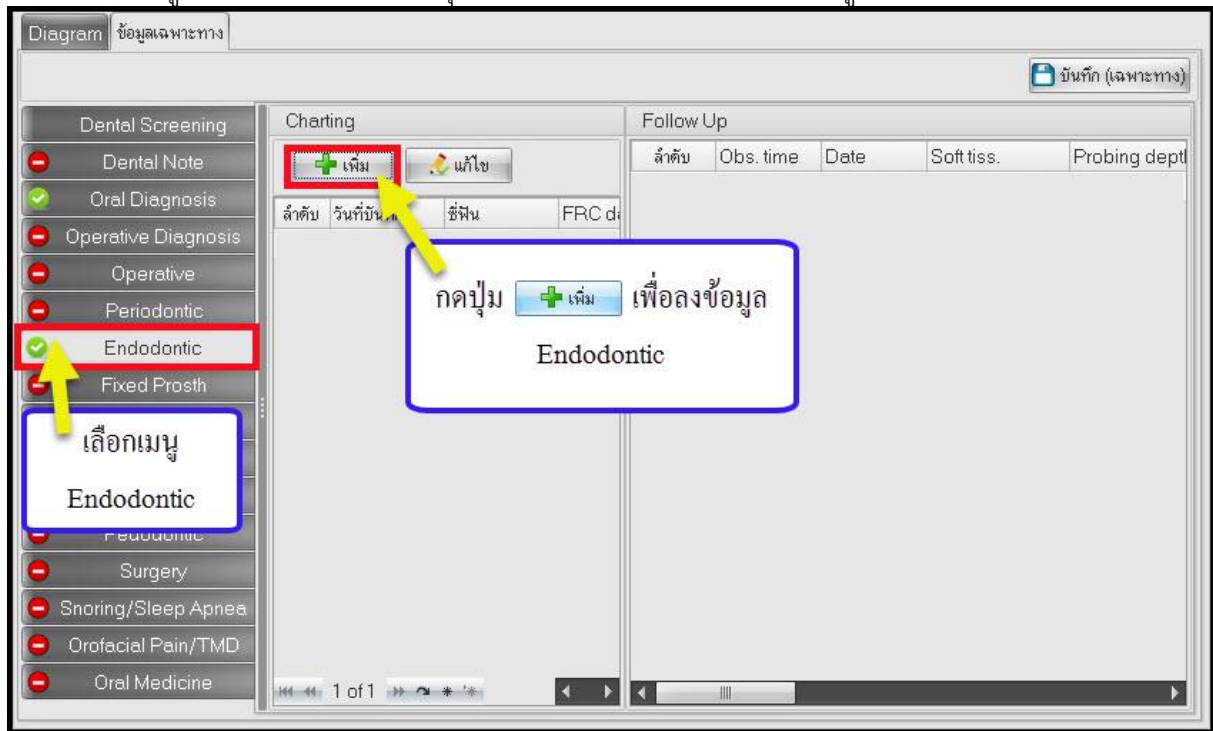 Diagram ข้อมูลเฉพาะทาง
บันทึก (เฉพาะทาง)
Dental Screening
Dental Note
Oral Diagnosis
Operative Diagnosis
Operative
Periodontic
Endodontic
Fixed Prosth
เลือกเมนู
Endodontic
Surgery
Snoring/Sleep Apnea
Orofacial Pain/TMD
Oral Medicine
Charting
เพิ่ม แก้ไข
ลำดับ ซี่ฟัน FRC
กดปุ่ม เพิ่ม เพื่อลงข้อมูล
Endodontic
1 of 1
Follow Up
ลำดับ Obs. time Date Soft tiss. Probing